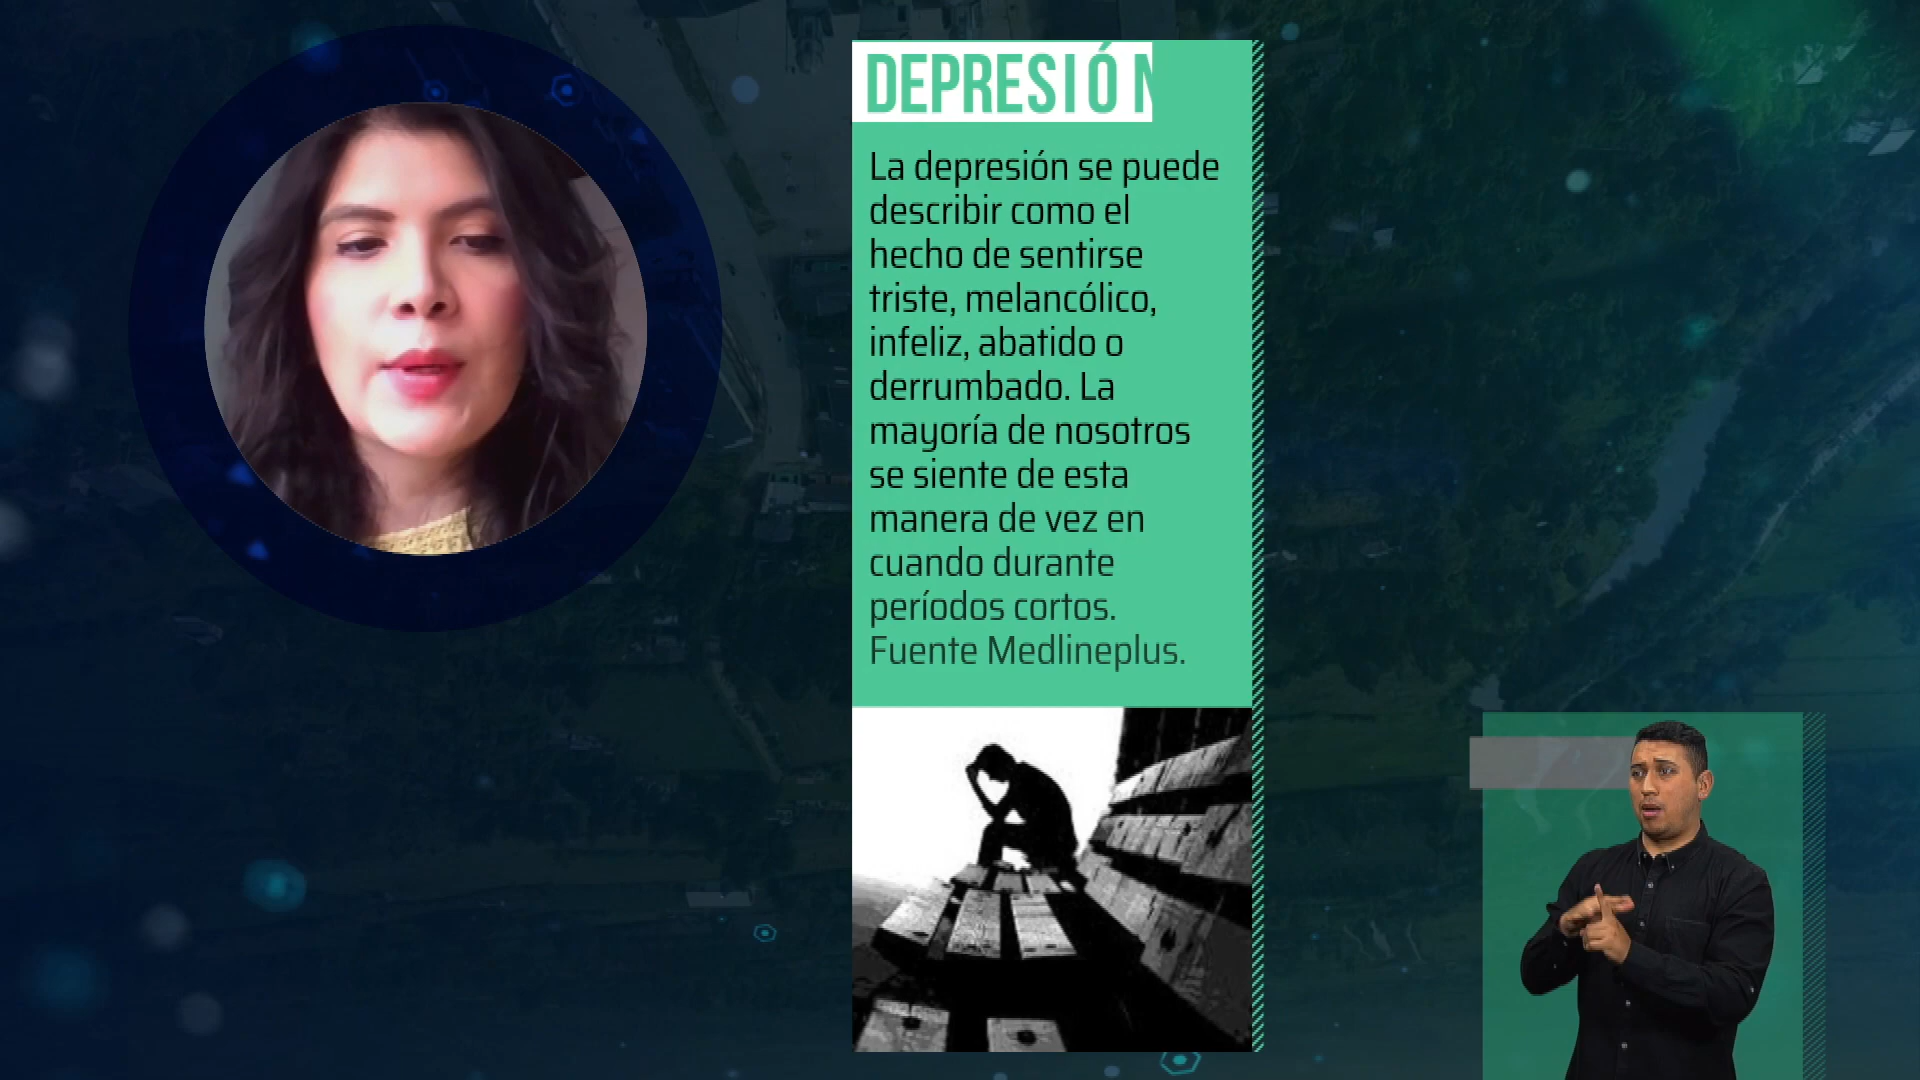 DEPRESIÓN
La depresión se puede
describir como el
hecho de sentirse
triste, melancólico,
infeliz, abatido o
derrumbado. La
mayoría de nosotros
se siente de esta
manera de vez en
cuando durante
períodos cortos.
Fuente Medlineplus.